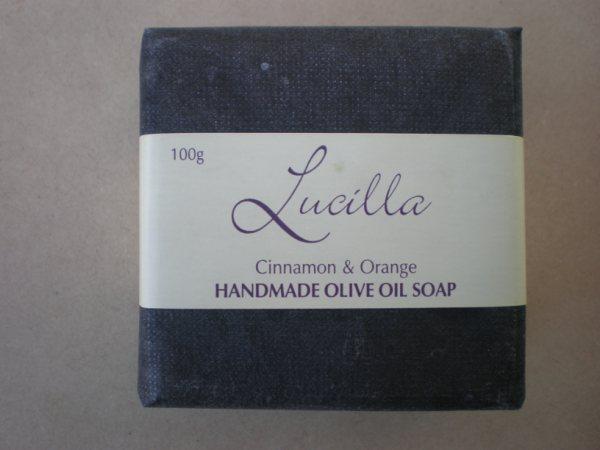 100g
Lucilla
Cinnamon & Orange
HANDMADE OLIVE OIL SOAP